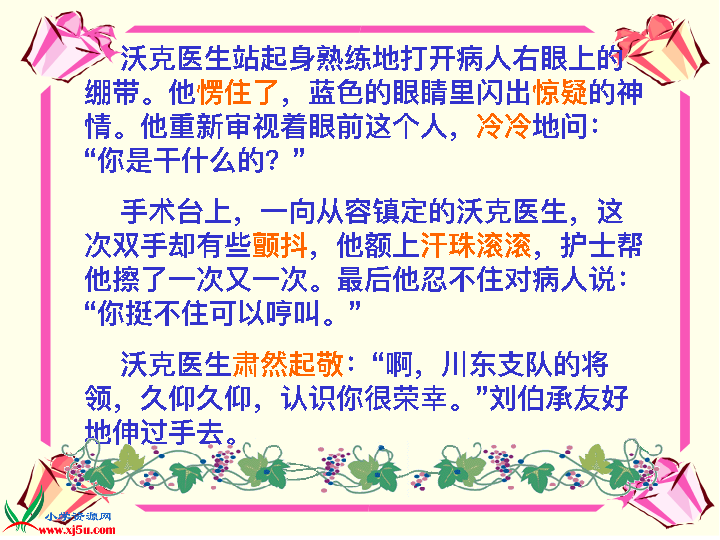 沃克医生站起身熟练地打开病人右眼上的
绷带。他愣住了，蓝色的眼睛里闪出惊疑的神
情。他重新审视着眼前这个人，冷冷地问：
“你是干什么的？”
手术台上，一向从容镇定的沃克医生，这
次双手却有些颤抖，他额上汗珠滚滚，护士帮
他擦了一次又一次。最后他忍不住对病人说：
“你挺不住可以哼叫。”
沃克医生肃然起敬：“啊，川东支队的将
领，久仰久仰，认识你很荣幸。”刘伯承友好
地伸过手去。
小学资源网
www.xj5u.com